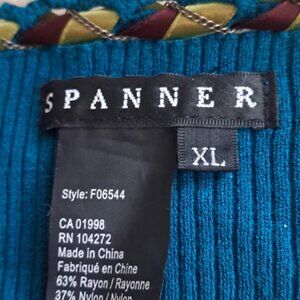 SPANNER
XL
Style: F06544
CA 01998
RN 104272
Made in China
Fabriqué en Chine
63% Rayon / Rayonne
37% Nylon / Nylon